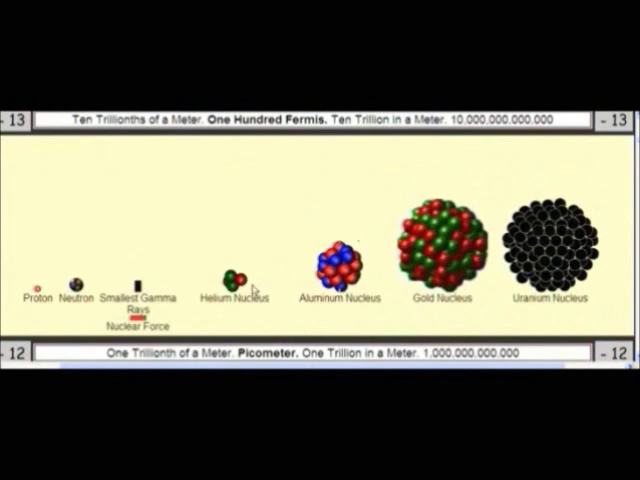 - 13 Ten Trillionths of a Meter. One Hundred Fermis. Ten Trillion in a Meter. 10,000,000,000,000 - 13
Proton Neutron Smallest Gamma Helium Nucleus Aluminum Nucleus Gold Nucleus Uranium Nucleus
Rays
Nuclear Force
- 12 One Trillionth of a Meter. Picometer. One Trillion in a Meter. 1,000,000,000,000 - 12